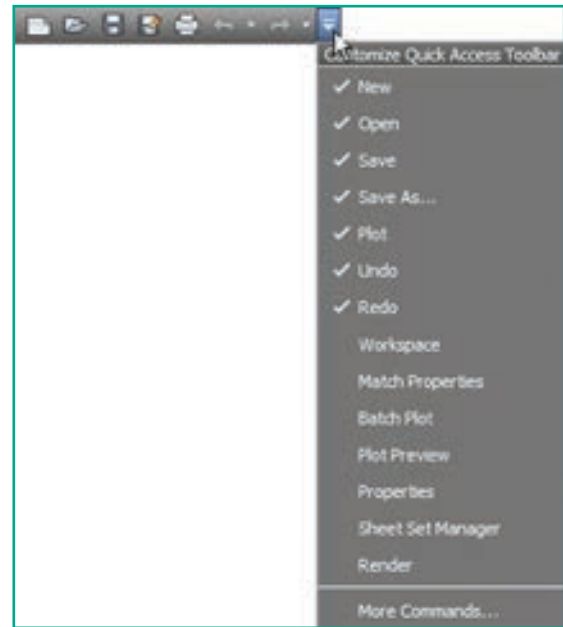 Customize Quick Access Toolbar
New
Open
Save
Save As...
Plot
Undo
Redo
Workspace
Match Properties
Batch Plot
Plot Preview
Properties
Sheet Set Manager
Render
More Commands...